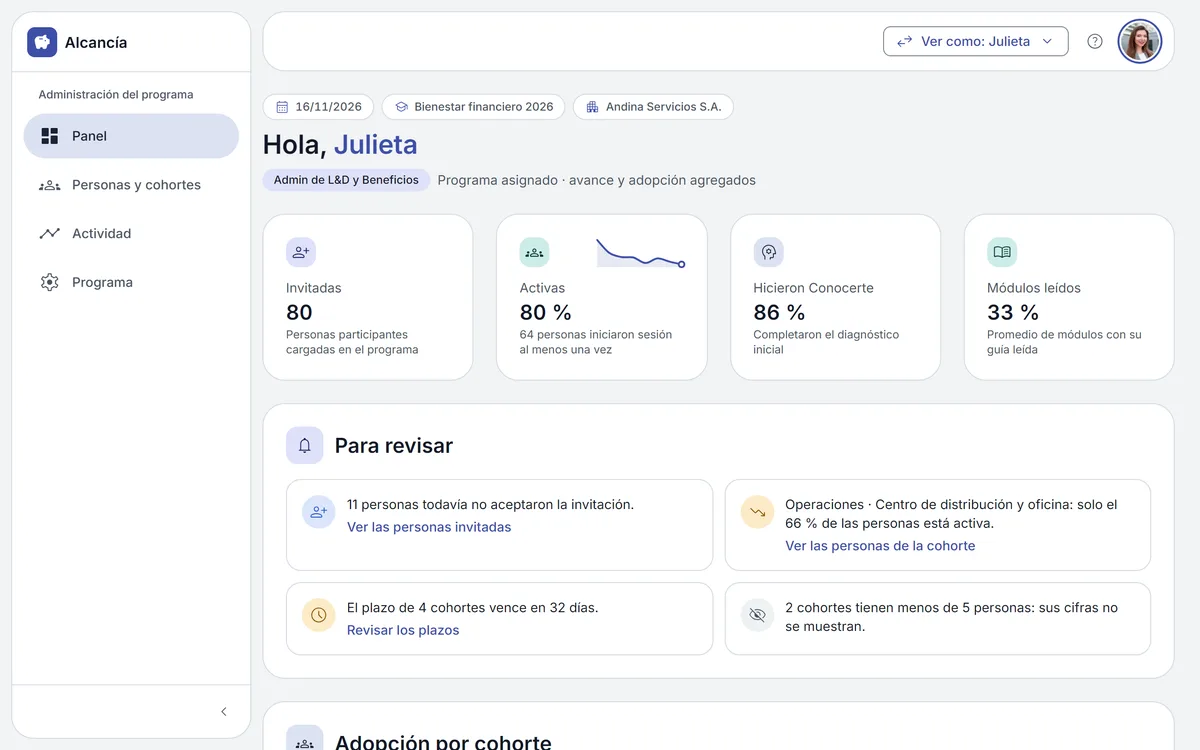 Alcancía
Ver como: Julieta
Administración del programa
Panel
Personas y cohortes
Actividad
Programa
16/11/2026
Bienestar financiero 2026
Andina Servicios S.A.
Hola, Julieta
Admin de L&D y Beneficios
Programa asignado · avance y adopción agregados
Invitadas
80
Personas participantes
cargadas en el programa
Activas
80 %
64 personas iniciaron sesión
al menos una vez
Hicieron Conocerte
86 %
Completaron el diagnóstico
inicial
Módulos leídos
33 %
Promedio de módulos con su
guía leída
Para revisar
11 personas todavía no aceptaron la invitación.
Ver las personas invitadas
Operaciones · Centro de distribución y oficina: solo el
66 % de las personas está activa.
Ver las personas de la cohorte
El plazo de 4 cohortes vence en 32 días.
Revisar los plazos
2 cohortes tienen menos de 5 personas: sus cifras no
se muestran.
Adopción por cohorte